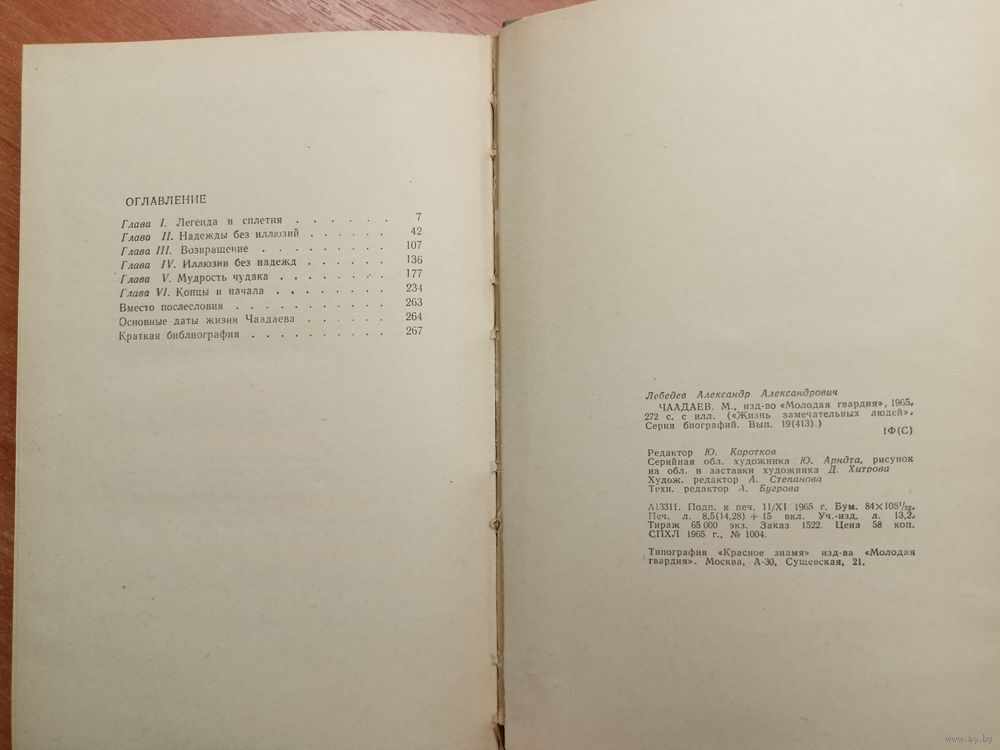 ОГЛАВЛЕНИЕ
Глава I. Легенда и сплетня . . . . . . 7
Глава II. Надежды без иллюзий . . . . . . 42
Глава III. Возвращение . . . . . . . . 107
Глава IV. Иллюзии без надежд . . . . . . 136
Глава V. Мудрость чудака . . . . . . . 177
Глава VI. Концы и начала . . . . . . . 234
Вместо послесловия . . . . . . . . . 263
Основные даты жизни Чаадаева . . . . . . 264
Краткая библиография . . . . . . . . 267
Лебедев Александр Александрович
ЧААДАЕВ. М., изд-во «Молодая гвардия», 1965.
272 с. с илл. («Жизнь замечательных людей».
Серия биографий. Вып. 19(413).)
1Ф(С)
Редактор Ю. Коротков
Серийная обл. художника Ю. Арндта, рисунок
на обл. и заставки художника Д. Хитрова
Худож. редактор А. Степанова
Техн. редактор А. Бугрова
А13311. Подп. к печ. 11/XI 1965 г. Бум. 84×108¹/₃₂.
Печ. л. 8,5(14,28) + 15 вкл. Уч.-изд. л. 13,2.
Тираж 65 000 экз. Заказ 1522. Цена 58 коп.
СПХЛ 1965 г., № 1004.
Типография «Красное знамя» изд-ва «Молодая
гвардия». Москва, А-30, Сущевская, 21.
www.ay.by